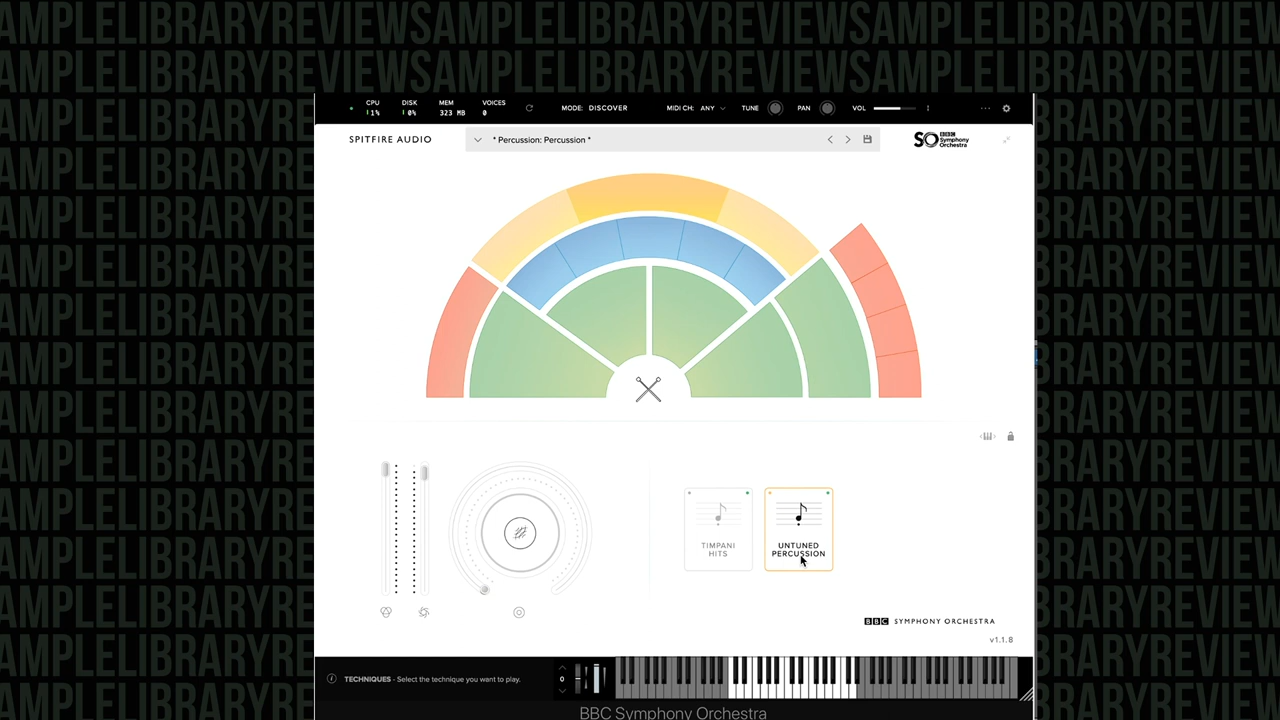 AMPLELIBRARYREVIEWSAMPLELIBRARYREVIEWSAMPLELIBRARYREVIEWS
CPU DISK MEM VOICES
1% 0% 323 MB 0
MODE: DISCOVER
MIDI CH: ANY
TUNE
PAN
VOL
SPITFIRE AUDIO
* Percussion: Percussion *
SO BBC Symphony Orchestra
TIMPANI HITS
UNTUNED PERCUSSION
BBC SYMPHONY ORCHESTRA
v1.1.8
TECHNIQUES - Select the technique you want to play.
0
BBC Symphony Orchestra